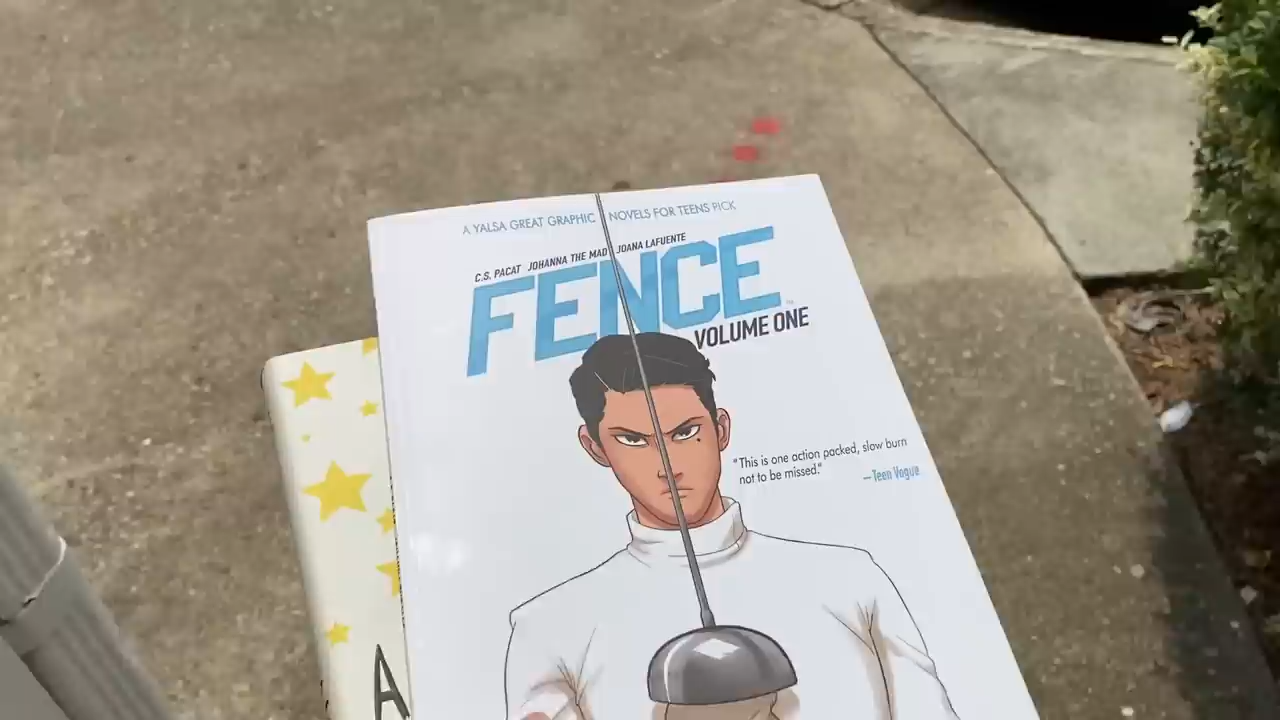 A YALSA GREAT GRAPHIC NOVELS FOR TEENS PICK
C.S. PACAT JOHANNA THE MAD JOANA LAFUENTE
FENCE
VOLUME ONE
"This is one action packed, slow burn
not to be missed."
—Teen Vogue
A